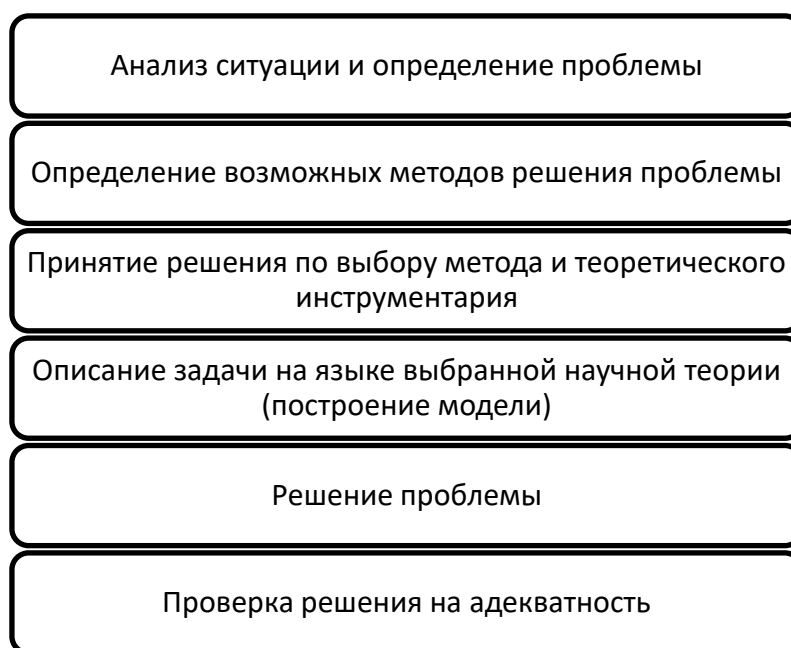 Анализ ситуации и определение проблемы
Определение возможных методов решения проблемы
Принятие решения по выбору метода и теоретического
инструментария
Описание задачи на языке выбранной научной теории
(построение модели)
Решение проблемы
Проверка решения на адекватность